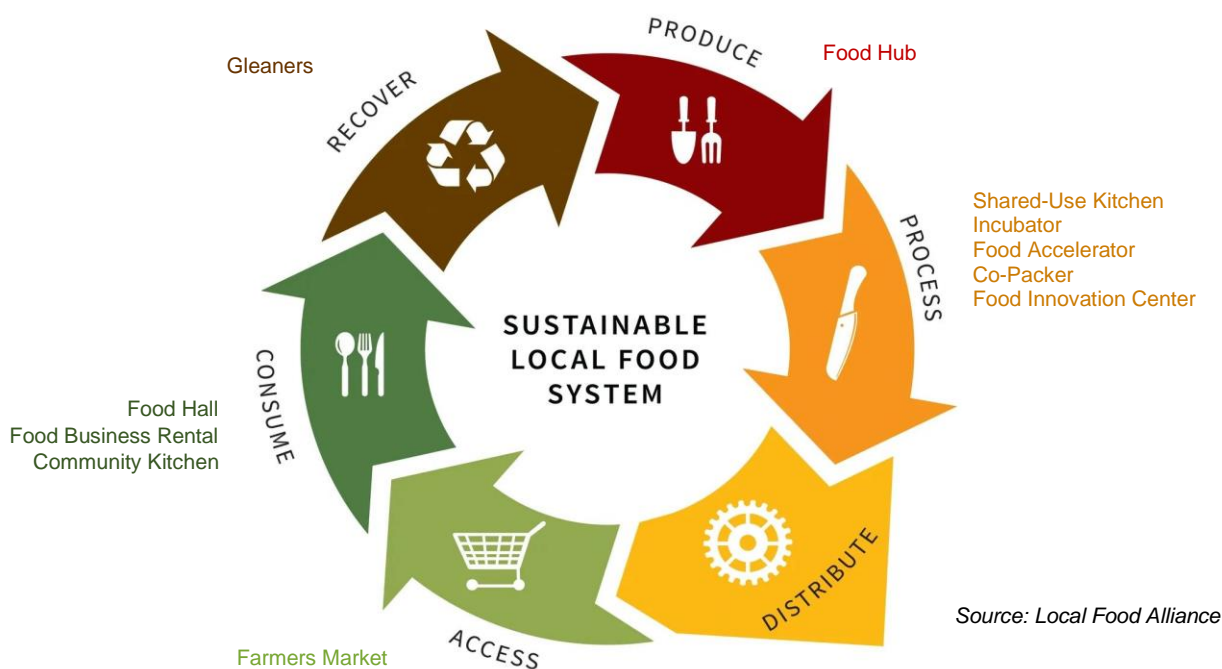 PRODUCE
Food Hub
Gleaners
RECOVER
Shared-Use Kitchen
Incubator
Food Accelerator
Co-Packer
Food Innovation Center
PROCESS
SUSTAINABLE
LOCAL FOOD
SYSTEM
CONSUME
Food Hall
Food Business Rental
Community Kitchen
DISTRIBUTE
Source: Local Food Alliance
ACCESS
Farmers Market